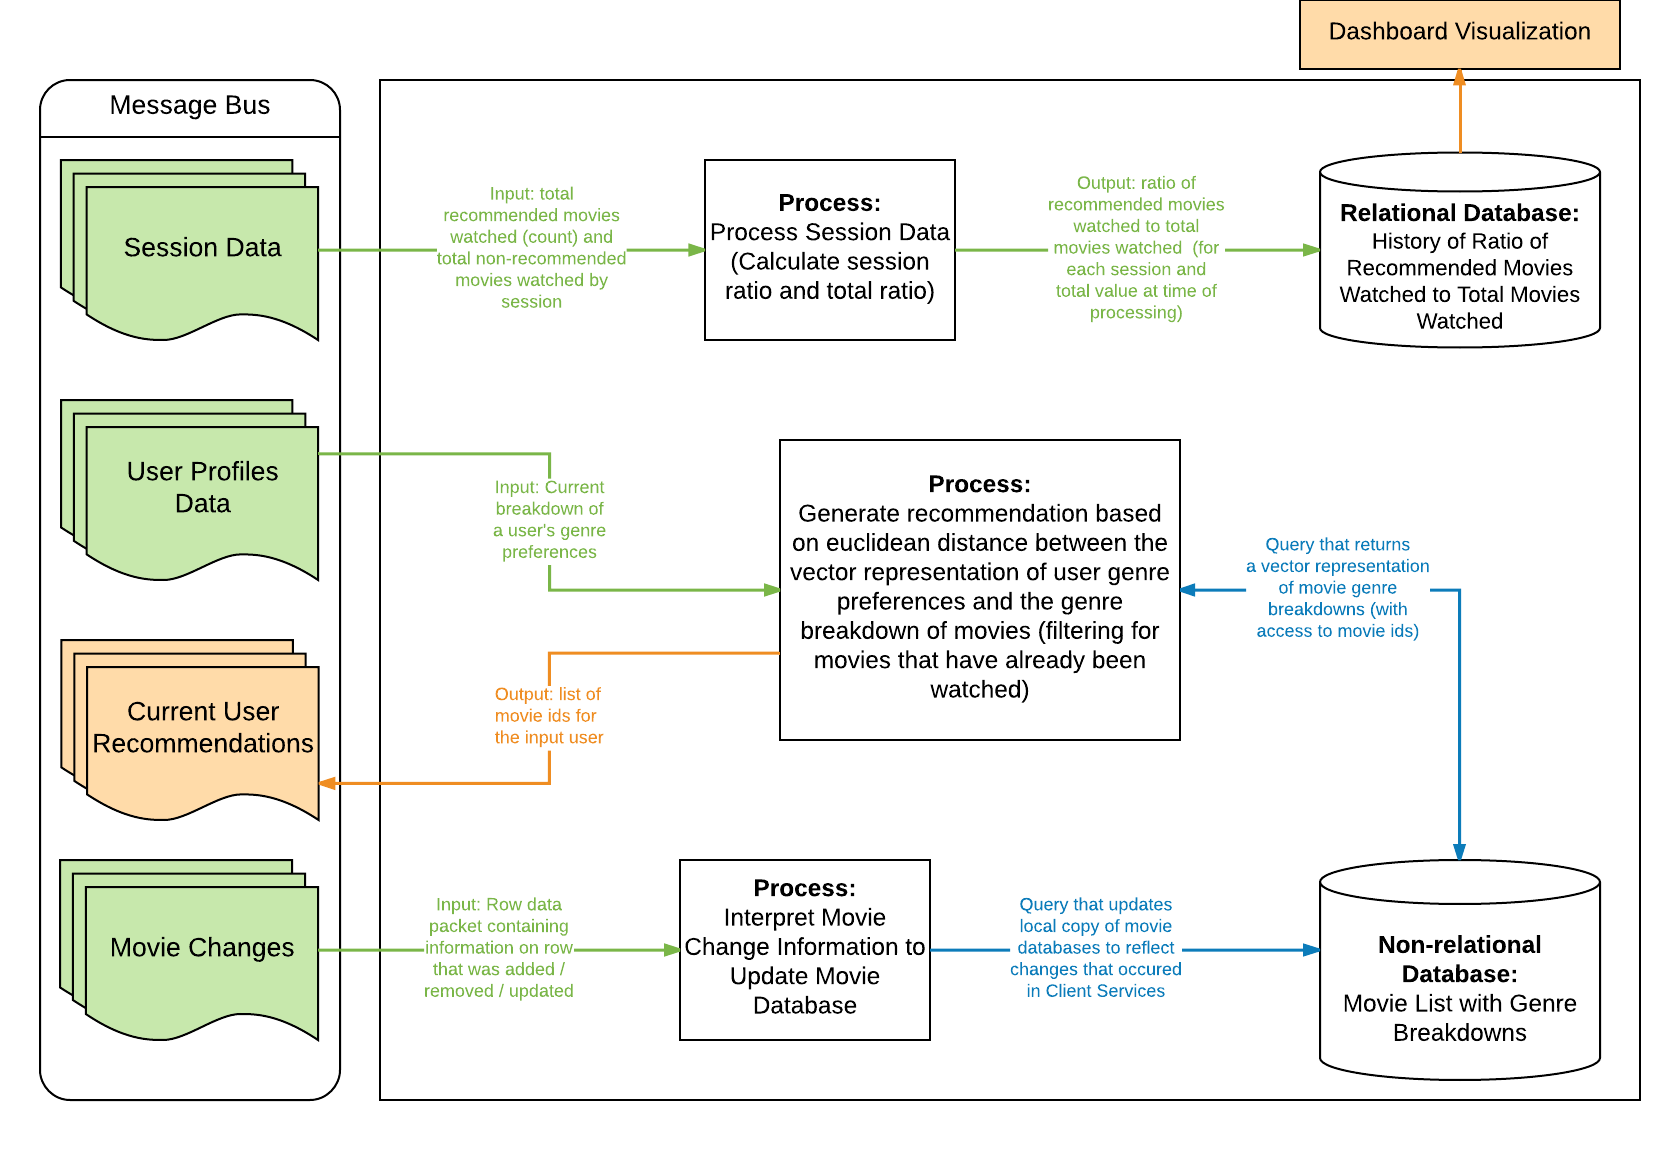 Dashboard Visualization
Message Bus
Session Data
Input: total
recommended movies
watched (count) and
total non-recommended
movies watched by
session
Process:
Process Session Data
(Calculate session
ratio and total ratio)
Output: ratio of
recommended movies
watched to total
movies watched (for
each session and
total value at time of
processing)
Relational Database:
History of Ratio of
Recommended Movies
Watched to Total Movies
Watched
User Profiles
Data
Input: Current
breakdown of
a user's genre
preferences
Process:
Generate recommendation based
on euclidean distance between the
vector representation of user genre
preferences and the genre
breakdown of movies (filtering for
movies that have already been
watched)
Query that returns
a vector representation
of movie genre
breakdowns (with
access to movie ids)
Current User
Recommendations
Output: list of
movie ids for
the input user
Movie Changes
Input: Row data
packet containing
information on row
that was added /
removed / updated
Process:
Interpret Movie
Change Information to
Update Movie
Database
Query that updates
local copy of movie
databases to reflect
changes that occured
in Client Services
Non-relational
Database:
Movie List with Genre
Breakdowns